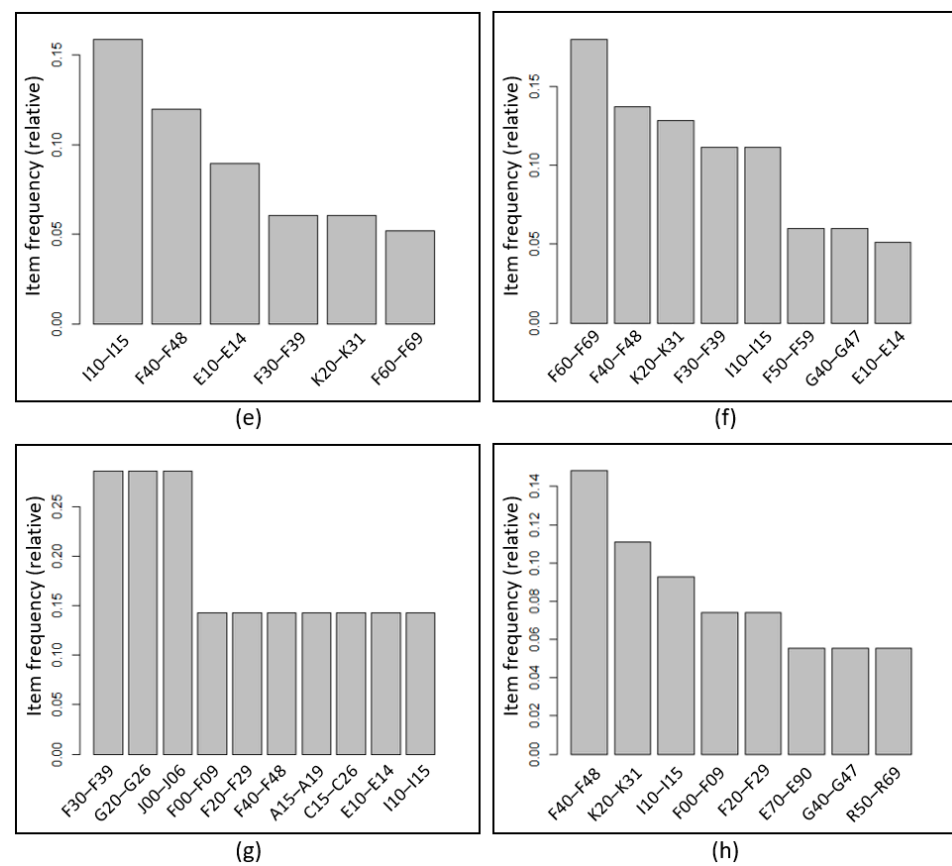 Item frequency (relative)
0.15
0.10
0.05
0.00
I10–I15
F40–F48
E10–E14
F30–F39
K20–K31
F60–F69
(e)
Item frequency (relative)
0.15
0.10
0.05
0.00
F60–F69
F40–F48
K20–K31
F30–F39
I10–I15
F50–F59
G40–G47
E10–E14
(f)
Item frequency (relative)
0.25
0.20
0.15
0.10
0.05
0.00
F30–F39
G20–G26
J00–J06
F00–F09
F20–F29
F40–F48
A15–A19
C15–C26
E10–E14
I10–I15
(g)
Item frequency (relative)
0.14
0.12
0.10
0.08
0.06
0.04
0.02
0.00
F40–F48
K20–K31
I10–I15
F00–F09
F20–F29
E70–E90
G40–G47
R50–R69
(h)